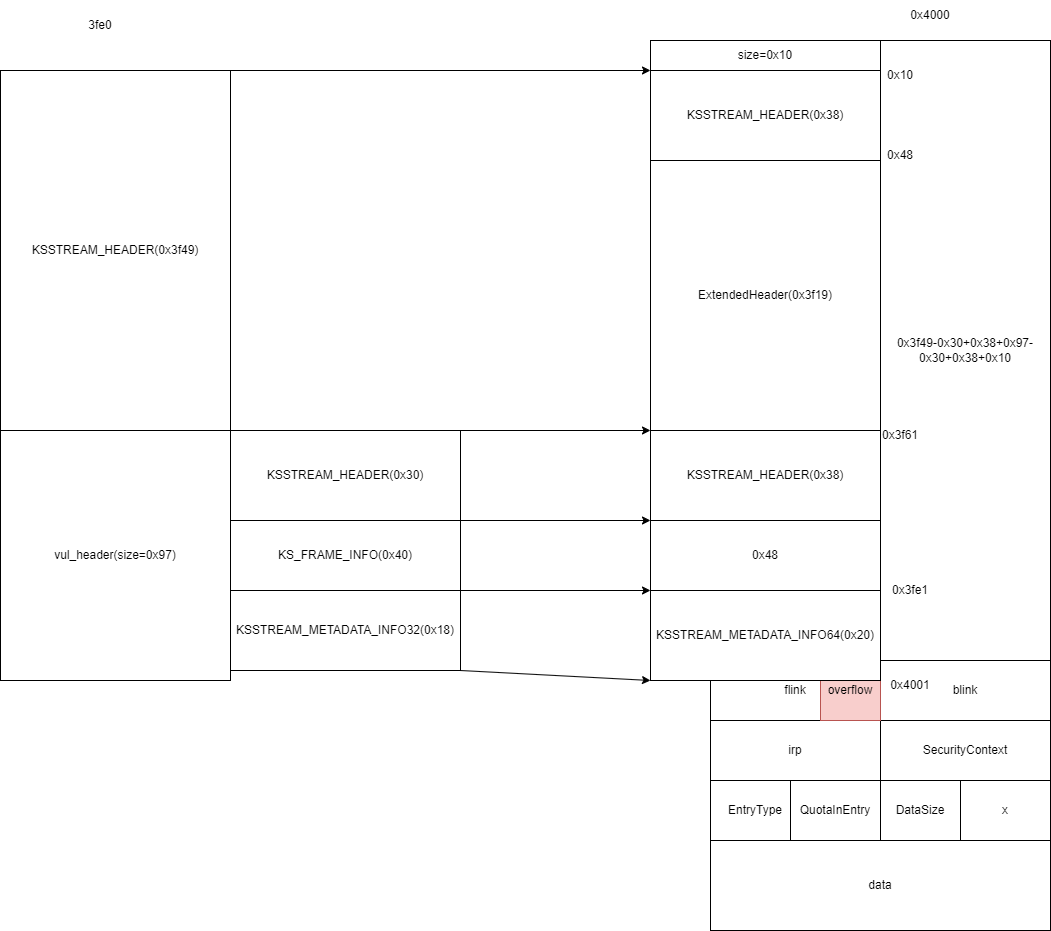 3fe0
0x4000
size=0x10
0x10
KSSTREAM_HEADER(0x38)
0x48
KSSTREAM_HEADER(0x3f49)
ExtendedHeader(0x3f19)
0x3f49-0x30+0x38+0x97-
0x30+0x38+0x10
0x3f61
KSSTREAM_HEADER(0x30)
KSSTREAM_HEADER(0x38)
vul_header(size=0x97)
KS_FRAME_INFO(0x40)
0x48
0x3fe1
KSSTREAM_METADATA_INFO32(0x18)
KSSTREAM_METADATA_INFO64(0x20)
flink
overflow
0x4001
blink
irp
SecurityContext
EntryType
QuotaInEntry
DataSize
x
data